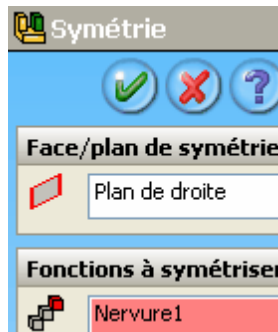 Symétrie
?
Face/plan de symétrie
Plan de droite
Fonctions à symétriser
Nervure1